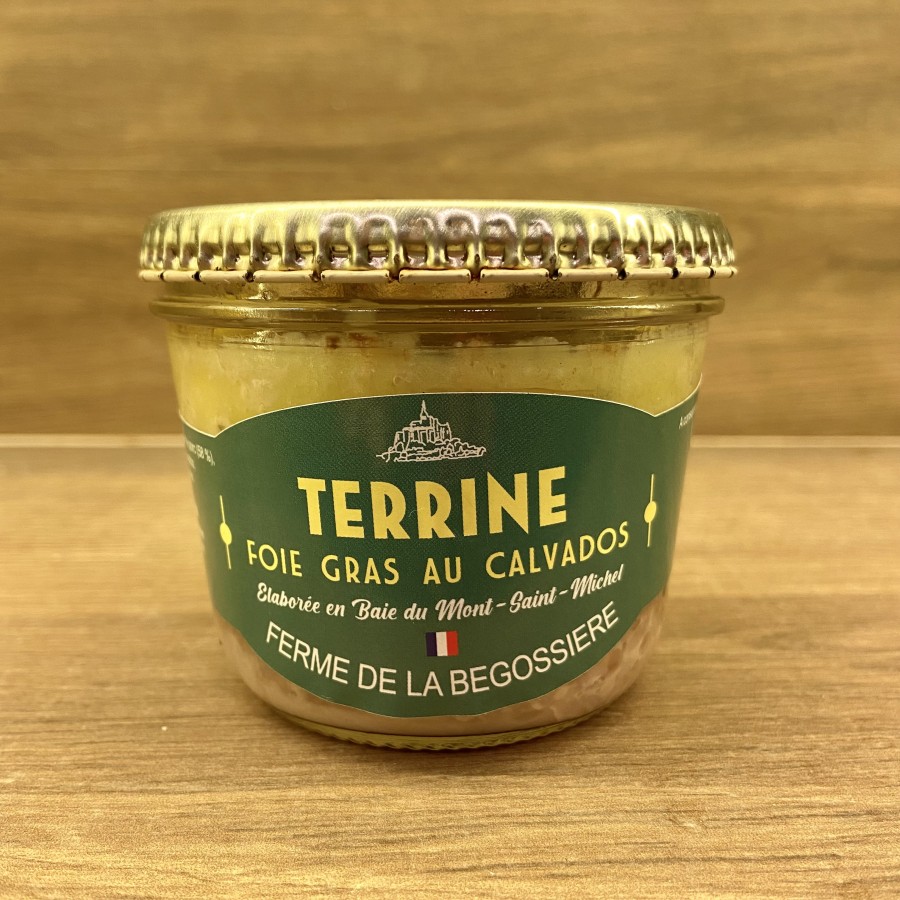 TERRINE
FOIE GRAS AU CALVADOS
Elaborée en Baie du Mont-Saint-Michel
FERME DE LA BEGOSSIERE